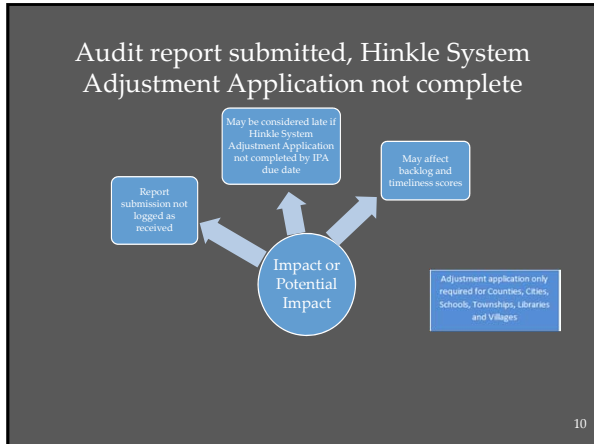 Audit report submitted, Hinkle System
Adjustment Application not complete
May be considered late if
Hinkle System
Adjustment Application
not completed by IPA
due date
May affect
backlog and
timeliness scores
Report
submission not
logged as
received
Impact or
Potential
Impact
Adjustment application only
required for Counties, Cities,
Schools, Townships, Libraries
and Villages
10